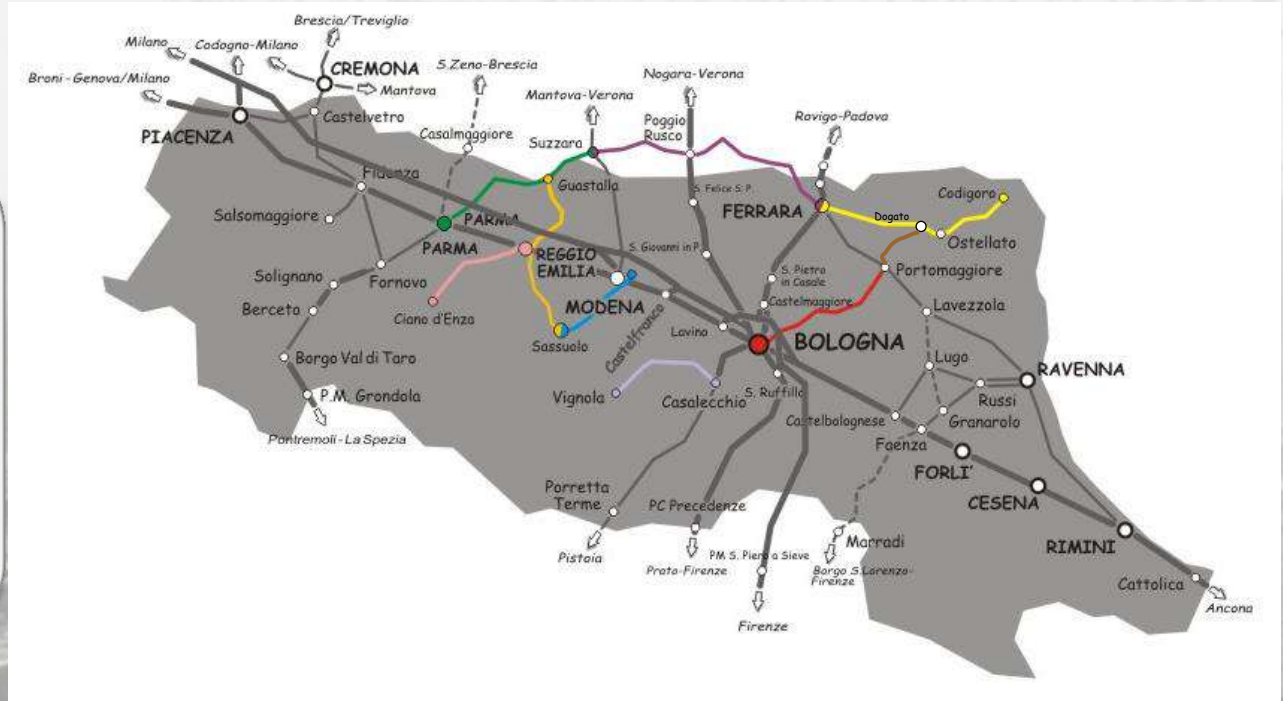 Brescia/Treviglio
Milano
Codogno-Milano
Broni-Genova/Milano
CREMONA
Mantova
S.Zeno-Brescia
Nogara-Verona
Mantova-Verona
Rovigo-Padova
PIACENZA
Castelvetro
Casalmaggiore
Suzzara
Poggio
Rusco
Fidenza
Guastalla
S. Felice S. P.
FERRARA
Codigoro
Salsomaggiore
PARMA
PARMA
Dogato
Ostellato
REGGIO
EMILIA
S. Giovanni in P.
Solignano
Fornovo
S. Pietro
in Casale
Portomaggiore
Berceto
Ciano d'Enza
MODENA
Castelfranco
Castelmaggiore
Lavezzola
Sassuolo
Lavino
BOLOGNA
Borgo Val di Taro
Lugo
RAVENNA
P.M. Grondola
Vignola
Casalecchio
S. Ruffillo
Russi
Castelbolognese
Granarolo
Pontremoli-La Spezia
Faenza
FORLI'
Porretta
Terme
PC Precedenze
CESENA
Pistoia
Prato-Firenze
PM S. Piero a Sieve
Marradi
Borgo S.Lorenzo-
Firenze
RIMINI
Cattolica
Ancona
Firenze